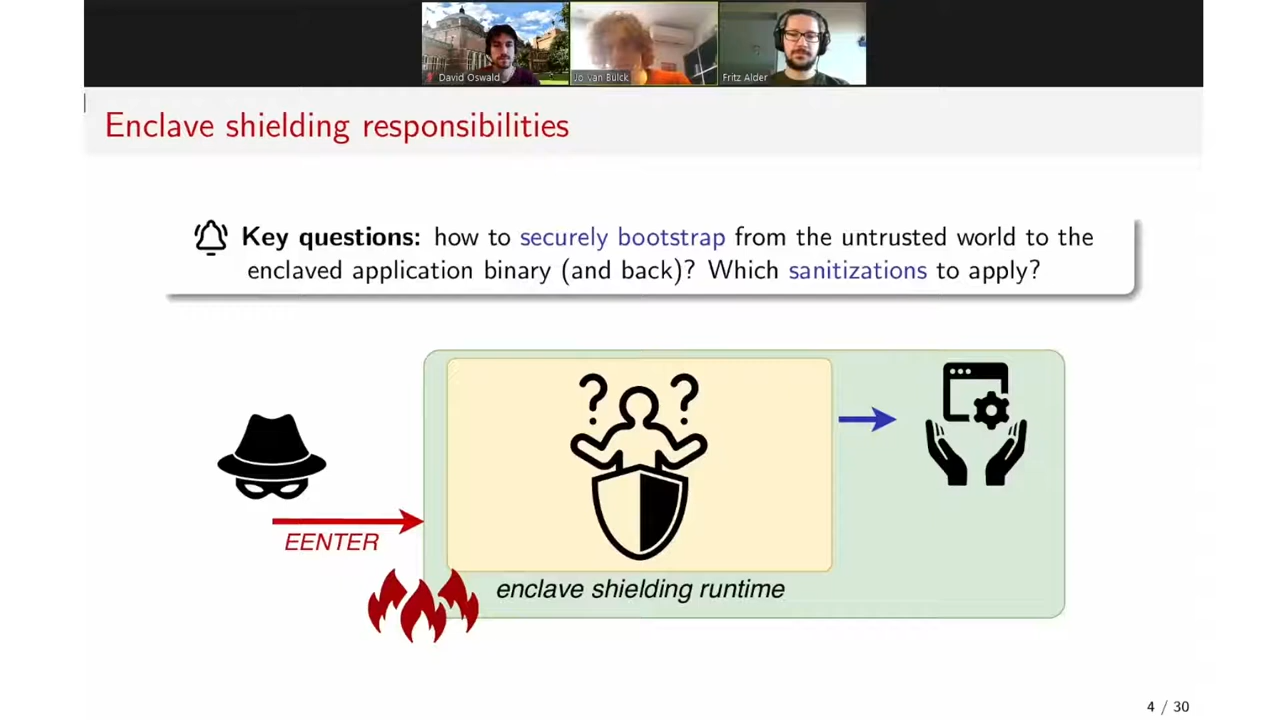 David Oswald
Jo Van Bulck
Fritz Alder
Enclave shielding responsibilities
Key questions: how to securely bootstrap from the untrusted world to the
enclaved application binary (and back)? Which sanitizations to apply?
? ?
EENTER
enclave shielding runtime
4 / 30